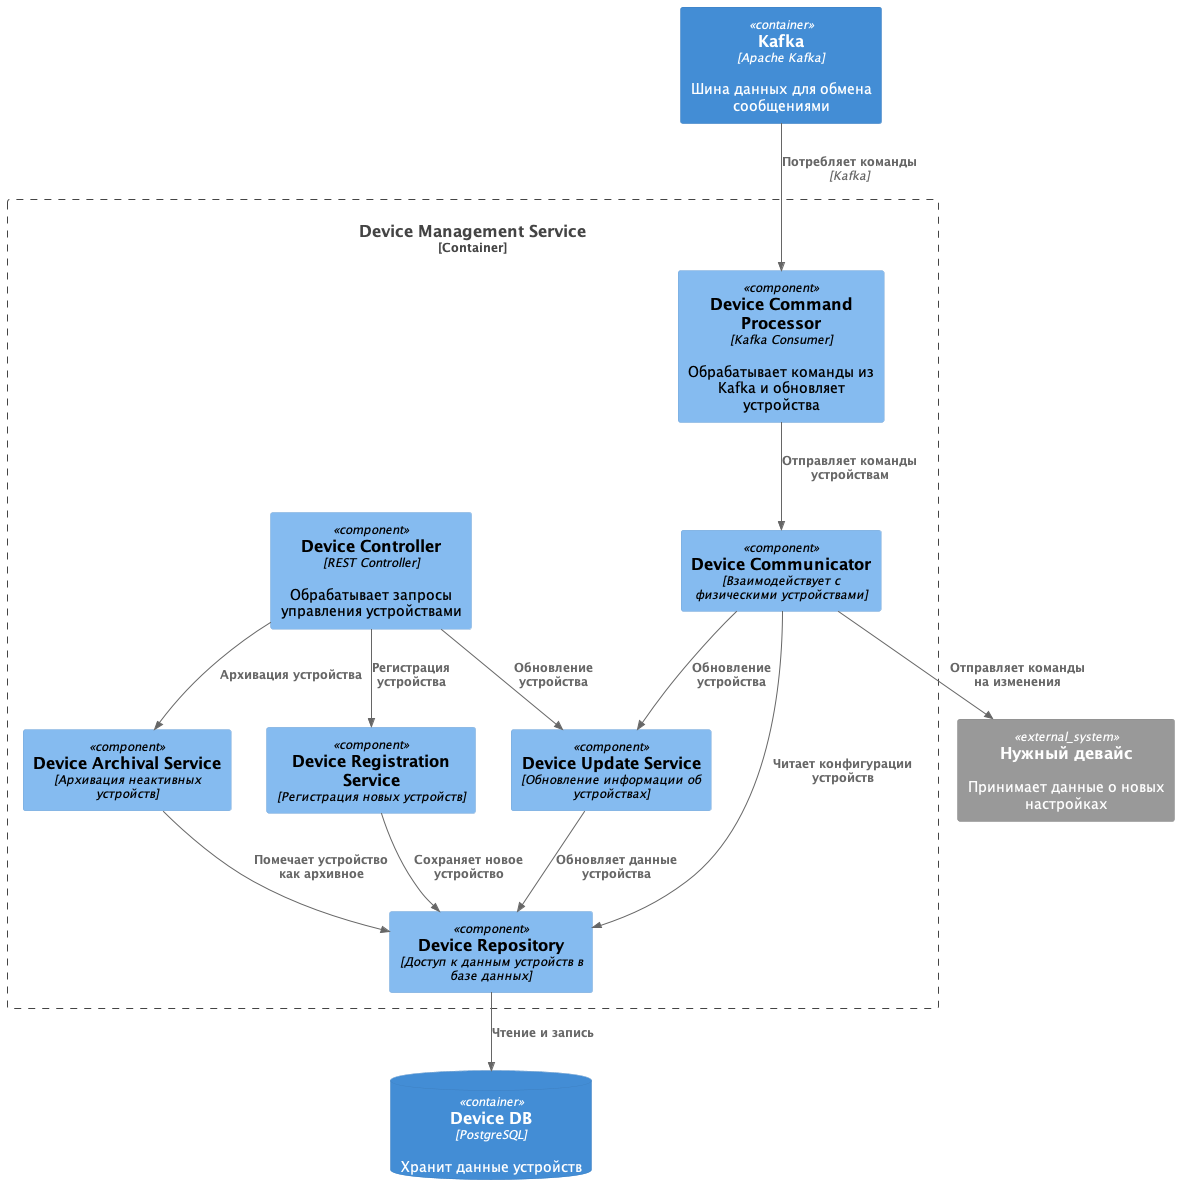 «container»
Kafka
[Apache Kafka]
Шина данных для обмена
сообщениями
Потребляет команды
[Kafka]
Device Management Service
[Container]
«component»
Device Command
Processor
[Kafka Consumer]
Обрабатывает команды из
Kafka и обновляет
устройства
Отправляет команды
устройствам
«component»
Device Controller
[REST Controller]
Обрабатывает запросы
управления устройствами
«component»
Device Communicator
[Взаимодействует с
физическими устройствами]
Архивация устройства
Регистрация
устройства
Обновление
устройства
Обновление
устройства
Отправляет команды
на изменения
«component»
Device Archival Service
[Архивация неактивных
устройств]
«component»
Device Registration
Service
[Регистрация новых устройств]
«component»
Device Update Service
[Обновление информации об
устройствах]
Читает конфигурации
устройств
«external_system»
Нужный девайс
Принимает данные о новых
настройках
Помечает устройство
как архивное
Сохраняет новое
устройство
Обновляет данные
устройства
«component»
Device Repository
[Доступ к данным устройств в
базе данных]
Чтение и запись
«container»
Device DB
[PostgreSQL]
Хранит данные устройств